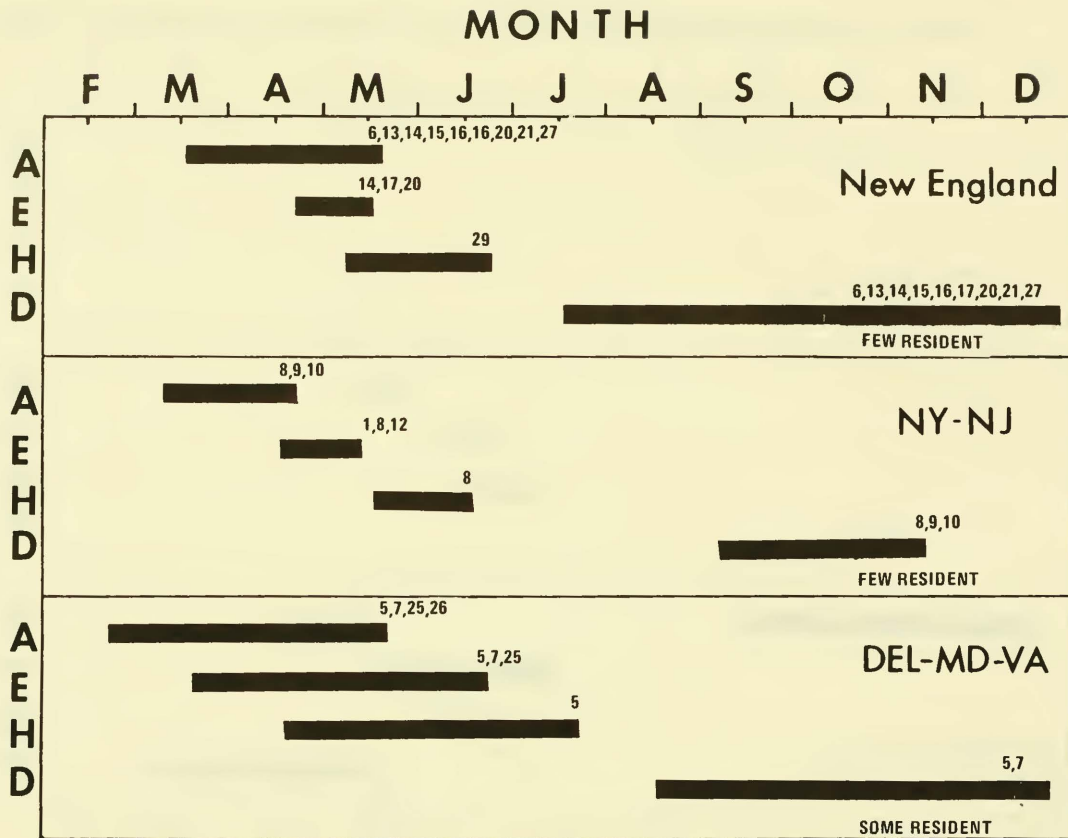 MONTH
F M A M J J A S O N D
A 6,13,14,15,16,16,20,21,27
New England
E 14,17,20
H 29
D 6,13,14,15,16,17,20,21,27
FEW RESIDENT
A 8,9,10
NY-NJ
E 1,8,12
H 8
D 8,9,10
FEW RESIDENT
A 5,7,25,26
DEL-MD-VA
E 5,7,25
H 5
D 5,7
SOME RESIDENT